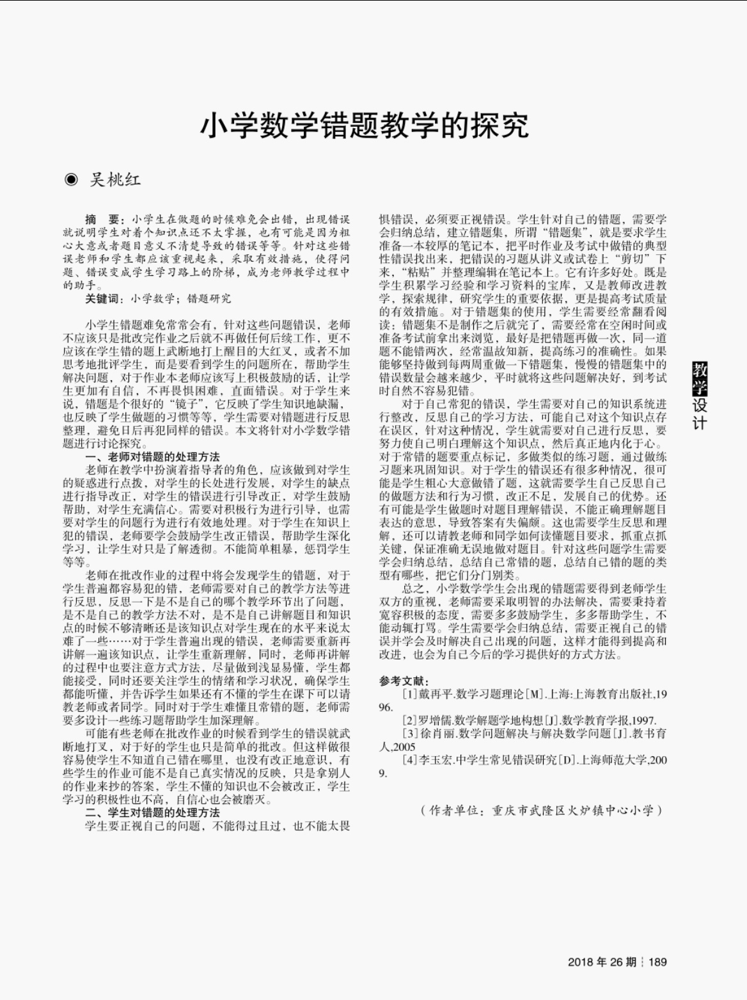 小学数学错题教学的探究
◉ 吴桃红
摘　要：小学生在做题的时候难免会出错，出现错误
就说明学生对着个知识点还不太掌握，也有可能是因为粗
心大意或者题目意义不清楚导致的错误等等。针对这些错
误老师和学生都应该重视起来，采取有效措施，使得问
题、错误变成学生学习路上的阶梯，成为老师教学过程中
的助手。
关键词：小学数学；错题研究
小学生错题难免常常会有，针对这些问题错误，老师
不应该只是批改完作业之后就不再做任何后续工作，更不
应该在学生错的题上武断地打上醒目的大红叉，或者不加
思考地批评学生，而是要看到学生的问题所在，帮助学生
解决问题，对于作业本老师应该写上积极鼓励的话，让学
生更加有自信，不再畏惧困难，直面错误。对于学生来
说，错题是个很好的“镜子”，它反映了学生知识地缺漏，
也反映了学生做题的习惯等等，学生需要对错题进行反思
整理，避免日后再犯同样的错误。本文将针对小学数学错
题进行讨论探究。
一、老师对错题的处理方法
老师在教学中扮演着指导者的角色，应该做到对学生
的疑惑进行点拨，对学生的长处进行发展，对学生的缺点
进行指导改正，对学生的错误进行引导改正，对学生鼓励
帮助，对学生充满信心。需要对积极行为进行引导，也需
要对学生的问题行为进行有效地处理。对于学生在知识上
犯的错误，老师要学会鼓励学生改正错误，帮助学生深化
学习，让学生对只是了解透彻。不能简单粗暴，惩罚学生
等等。
老师在批改作业的过程中将会发现学生的错题，对于
学生普遍都容易犯的错，老师需要对自己的教学方法等进
行反思，反思一下是不是自己的哪个教学环节出了问题，
是不是自己的教学方法不对，是不是自己讲解题目和知识
点的时候不够清晰还是该知识点对学生现在的水平来说太
难了一些……对于学生普遍出现的错误，老师需要重新再
讲解一遍该知识点，让学生重新理解，同时，老师再讲解
的过程中也要注意方式方法，尽量做到浅显易懂，学生都
能接受，同时还要关注学生的情绪和学习状况，确保学生
都能听懂，并告诉学生如果还有不懂的学生在课下可以请
教老师或者同学。同时对于学生难懂且常错的题，老师需
要多设计一些练习题帮助学生加深理解。
可能有些老师在批改作业的时候看到学生的错误就武
断地打叉，对于好的学生也只是简单的批改。但这样做很
容易使学生不知道自己错在哪里，也没有改正地意识，有
些学生的作业可能不是自己真实情况的反映，只是拿别人
的作业来抄的答案，学生不懂的知识也不会被改正，学生
学习的积极性也不高，自信心也会被磨灭。
二、学生对错题的处理方法
学生要正视自己的问题，不能得过且过，也不能太畏
惧错误，必须要正视错误。学生针对自己的错题，需要学
会归纳总结，建立错题集，所谓“错题集”，就是要求学生
准备一本较厚的笔记本，把平时作业及考试中做错的典型
性错误找出来，把错误的习题从讲义或试卷上“剪切”下
来，“粘贴”并整理编辑在笔记本上。它有许多好处。既是
学生积累学习经验和学习资料的宝库，又是教师改进教
学，探索规律，研究学生的重要依据，更是提高考试质量
的有效措施。对于错题集的使用，学生需要经常翻看阅
读：错题集不是制作之后就完了，需要经常在空闲时间或
准备考试前拿出来浏览，最好是把错题再做一次，同一道
题不能错两次，经常温故知新，提高练习的准确性。如果
能够坚持做到每两周重做一下错题集，慢慢的错题集中的
错误数量会越来越少，平时就将这些问题解决好，到考试
时自然不容易犯错。
对于自己常犯的错误，学生需要对自己的知识系统进
行整改，反思自己的学习方法，可能自己对这个知识点存
在误区，针对这种情况，学生就需要对自己进行反思，要
努力使自己明白理解这个知识点，然后真正地内化于心。
对于常错的题要重点标记，多做类似的练习题，通过做练
习题来巩固知识。对于学生的错误还有很多种情况，很可
能是学生粗心大意做错了题，这就需要学生自己反思自己
的做题方法和行为习惯，改正不足，发展自己的优势。还
有可能是学生做题时对题目理解错误，不能正确理解题目
表达的意思，导致答案有失偏颇。这也需要学生反思和理
解，还可以请教老师和同学如何读懂题目要求，抓重点抓
关键，保证准确无误地做对题目。针对这些问题学生需要
学会归纳总结，总结自己常错的题，总结自己错的题的类
型有哪些，把它们分门别类。
总之，小学数学学生会出现的错题需要得到老师学生
双方的重视，老师需要采取明智的办法解决，需要秉持着
宽容积极的态度，需要多多鼓励学生，多多帮助学生，不
能动辄打骂。学生需要学会归纳总结，需要正视自己的错
误并学会及时解决自己出现的问题，这样才能得到提高和
改进，也会为自己今后的学习提供好的方式方法。
参考文献：
[1]戴再平.数学习题理论[M].上海:上海教育出版社,19
96.
[2]罗增儒.数学解题学地构想[J].数学教育学报,1997.
[3]徐肖丽.数学问题解决与解决数学问题[J].教书育
人,2005
[4]李玉宏.中学生常见错误研究[D].上海师范大学,200
9.
（作者单位：重庆市武隆区火炉镇中心小学）
教学设计
2018 年 26 期┆189